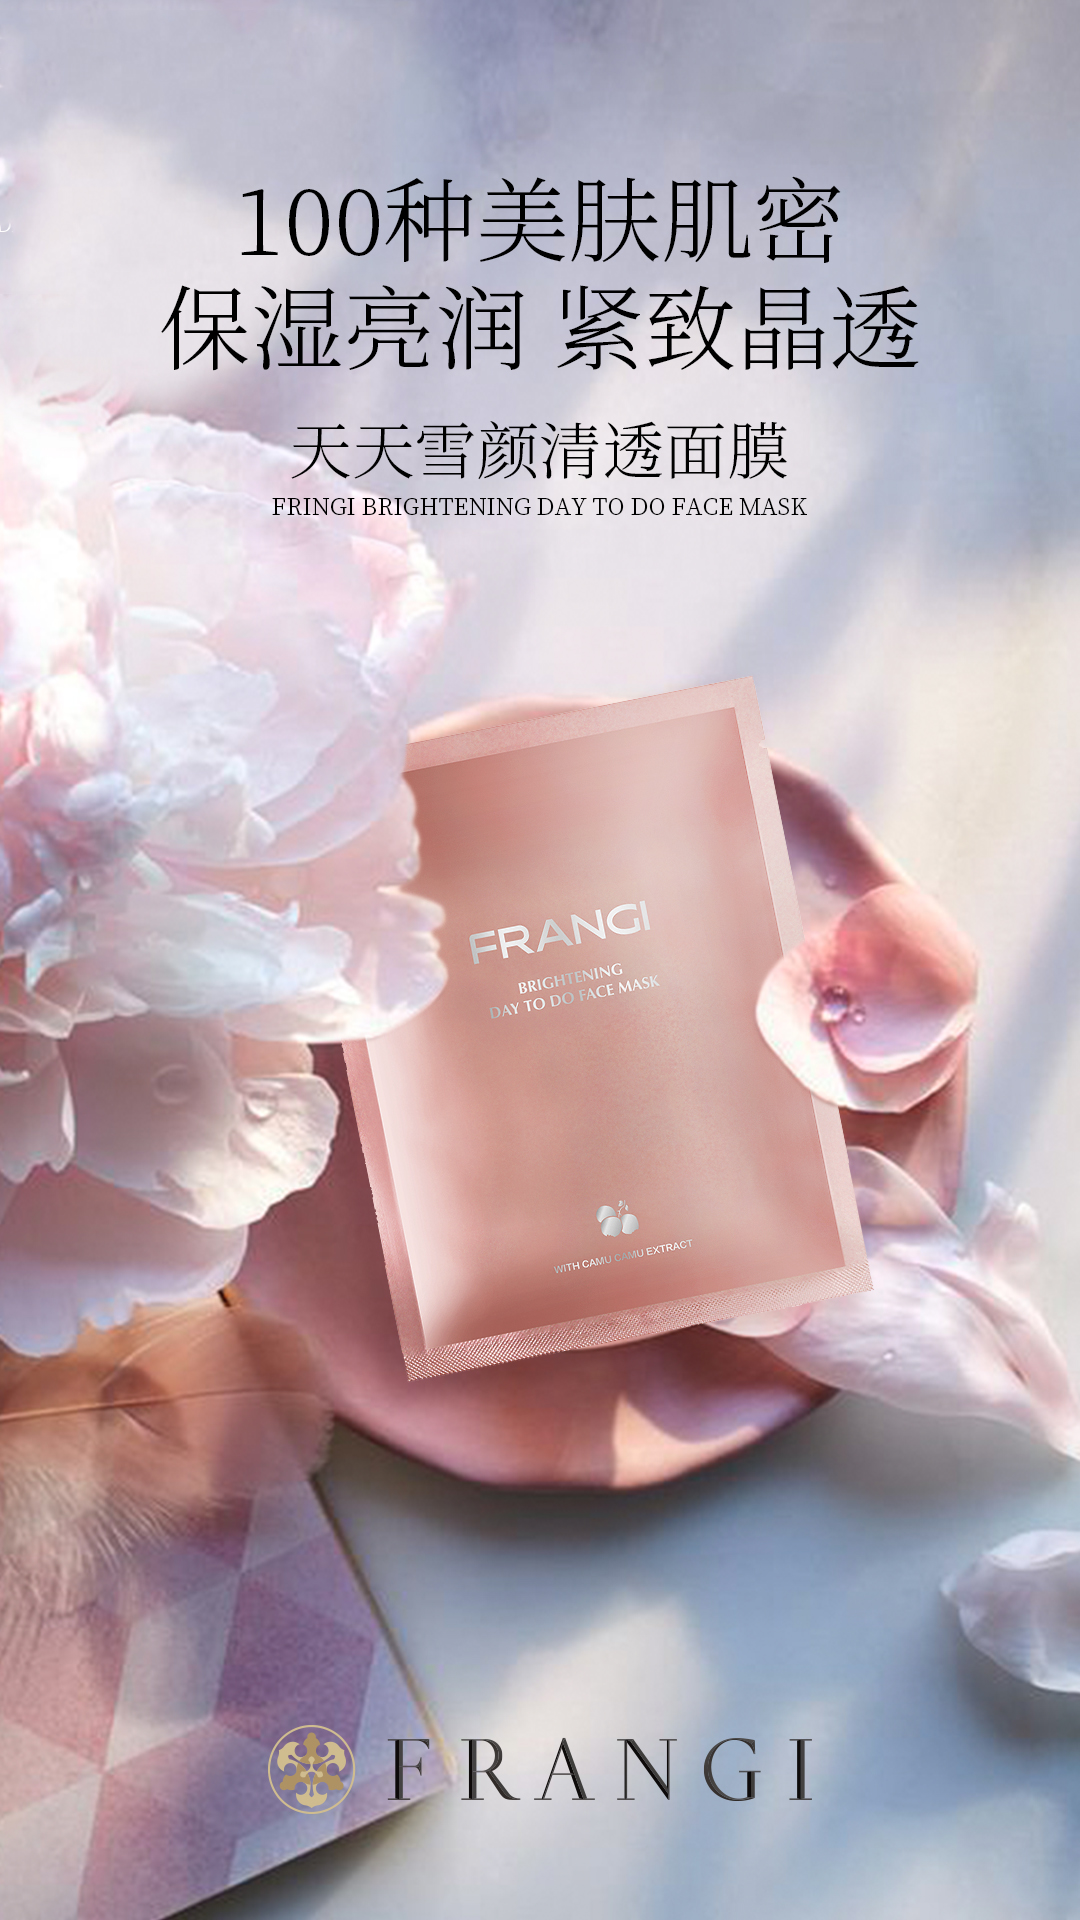 100种美肤肌密
保湿亮润 紧致晶透
天天雪颜清透面膜
FRINGI BRIGHTENING DAY TO DO FACE MASK
FRANGI
BRIGHTENING
DAY TO DO FACE MASK
WITH CAMU CAMU EXTRACT
FRANGI